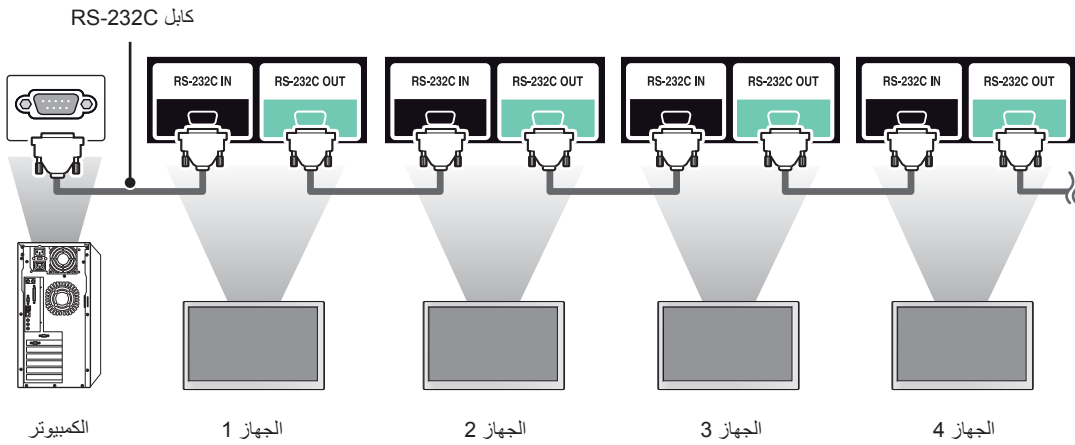 كابل RS-232C
RS-232C IN
RS-232C OUT
RS-232C IN
RS-232C OUT
RS-232C IN
RS-232C OUT
RS-232C IN
RS-232C OUT
الكمبيوتر
الجهاز 1
الجهاز 2
الجهاز 3
الجهاز 4